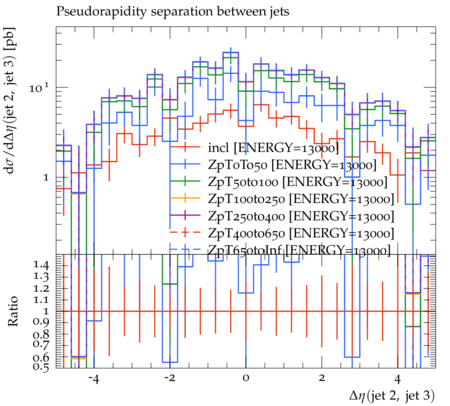 Pseudorapidity separation between jets
dσ/dΔη(jet 2, jet 3) [pb]
10¹
1
incl [ENERGY=13000]
ZpT0To50 [ENERGY=13000]
ZpT50to100 [ENERGY=13000]
ZpT100to250 [ENERGY=13000]
ZpT250to400 [ENERGY=13000]
ZpT400to650 [ENERGY=13000]
ZpT650toInf [ENERGY=13000]
Ratio
1.4
1.3
1.2
1.1
1
0.9
0.8
0.7
0.6
0.5
-4 -2 0 2 4
Δη(jet 2, jet 3)